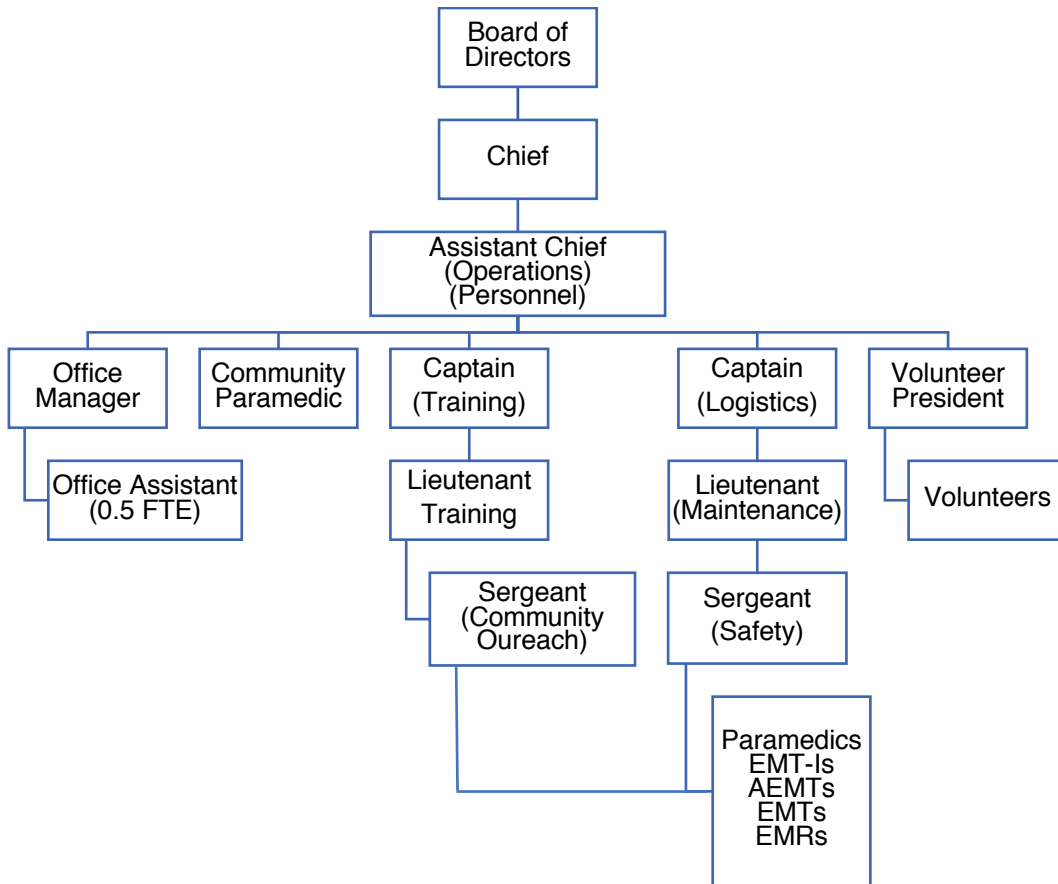 Board of
Directors
Chief
Assistant Chief
(Operations)
(Personnel)
Office
Manager
Community
Paramedic
Captain
(Training)
Captain
(Logistics)
Volunteer
President
Office Assistant
(0.5 FTE)
Lieutenant
Training
Lieutenant
(Maintenance)
Volunteers
Sergeant
(Community
Oureach)
Sergeant
(Safety)
Paramedics
EMT-Is
AEMTs
EMTs
EMRs